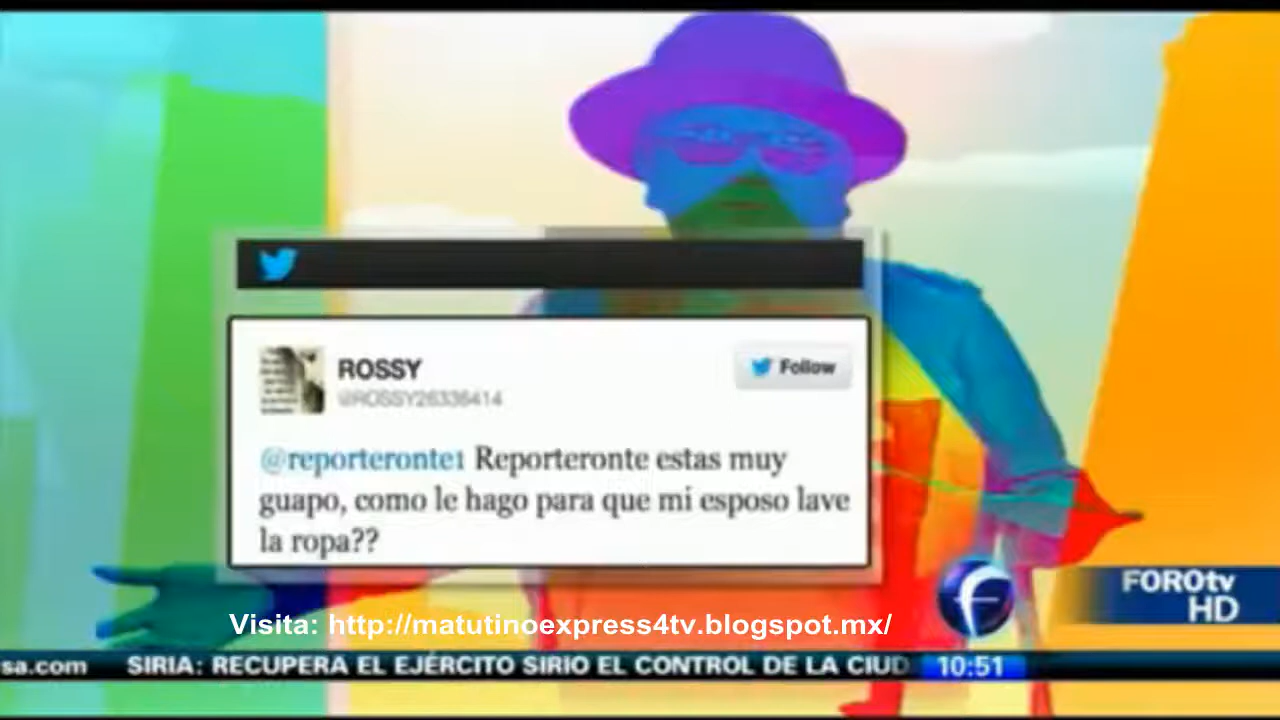 ROSSY
Follow
@ROSSY26336414
@reporteronte1 Reporteronte estas muy
guapo, como le hago para que mi esposo lave
la ropa??
FOROtv
HD
Visita: http://matutinoexpress4tv.blogspot.mx/
sa.com SIRIA: RECUPERA EL EJÉRCITO SIRIO EL CONTROL DE LA CIUD 10:51